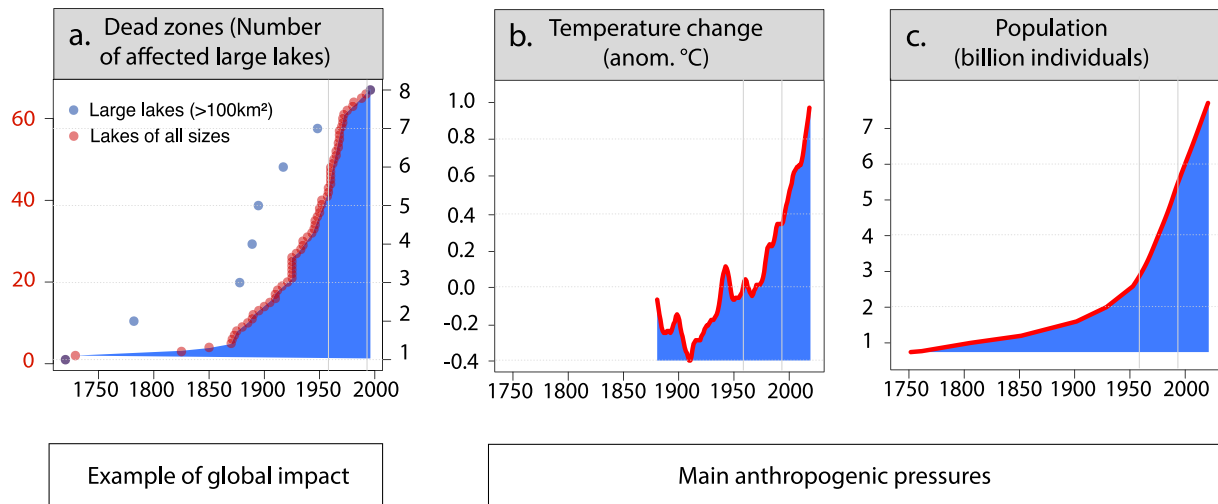 a. Dead zones (Number
of affected large lakes)
60
40
20
0
Large lakes (>100km²)
Lakes of all sizes
8
7
6
5
4
3
2
1
1750 1800 1850 1900 1950 2000
b. Temperature change
(anom. °C)
1.0
0.8
0.6
0.4
0.2
0.0
-0.2
-0.4
1750 1800 1850 1900 1950 2000
c. Population
(billion individuals)
7
6
5
4
3
2
1
1750 1800 1850 1900 1950 2000
Example of global impact
Main anthropogenic pressures